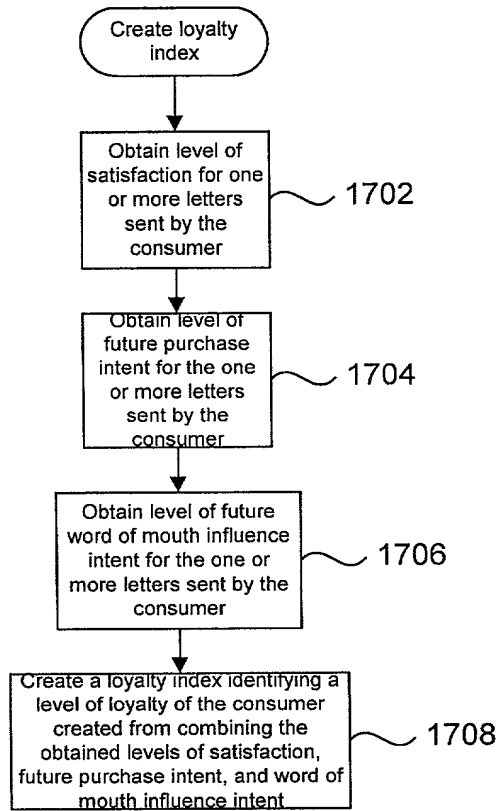 Create loyalty
index
Obtain level of
satisfaction for one
or more letters
sent by the
consumer
1702
Obtain level of
future purchase
intent for the one
or more letters
sent by the
consumer
1704
Obtain level of future
word of mouth influence
intent for the one or
more letters sent by the
consumer
1706
Create a loyalty index identifying a
level of loyalty of the consumer
created from combining the
obtained levels of satisfaction,
future purchase intent, and word of
mouth influence intent
1708